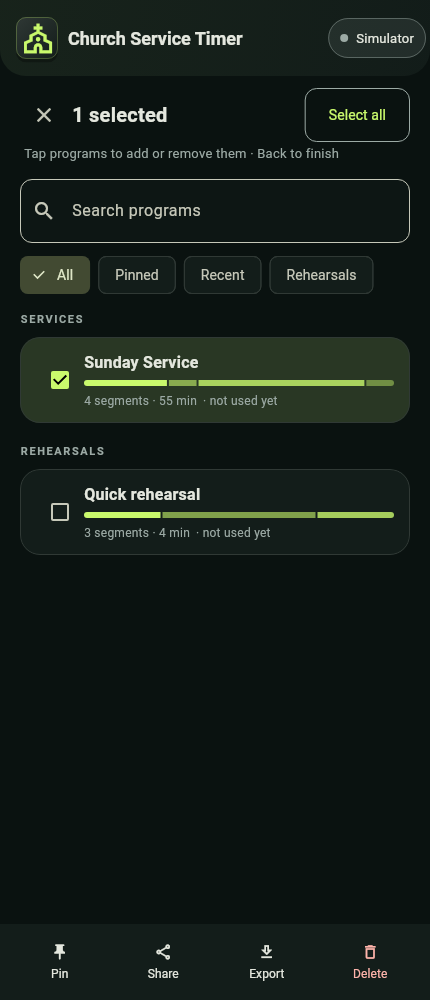 Church Service Timer
Simulator
1 selected
Select all
Tap programs to add or remove them · Back to finish
Search programs
All
Pinned
Recent
Rehearsals
SERVICES
Sunday Service
4 segments · 55 min · not used yet
REHEARSALS
Quick rehearsal
3 segments · 4 min · not used yet
Pin
Share
Export
Delete